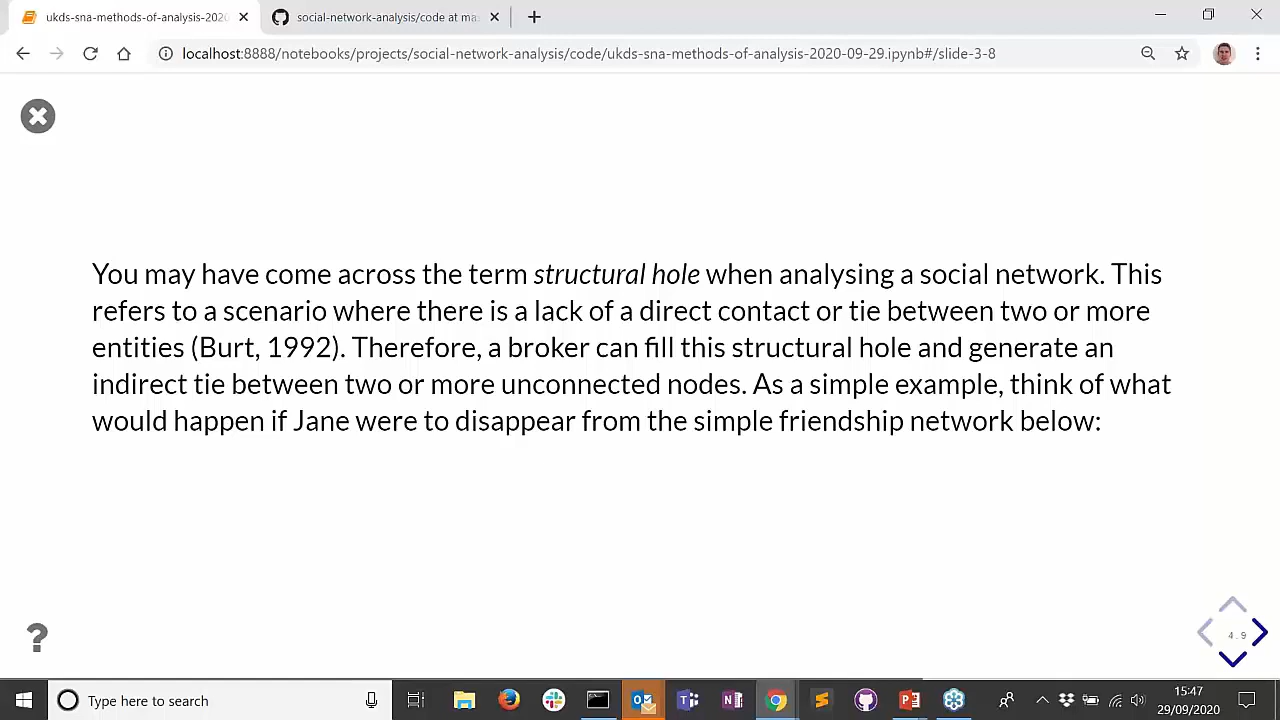 ukds-sna-methods-of-analysis-2020
social-network-analysis/code at ma
localhost:8888/notebooks/projects/social-network-analysis/code/ukds-sna-methods-of-analysis-2020-09-29.ipynb#/slide-3-8
You may have come across the term structural hole when analysing a social network. This
refers to a scenario where there is a lack of a direct contact or tie between two or more
entities (Burt, 1992). Therefore, a broker can fill this structural hole and generate an
indirect tie between two or more unconnected nodes. As a simple example, think of what
would happen if Jane were to disappear from the simple friendship network below:
?
4.9
Type here to search
15:47
29/09/2020